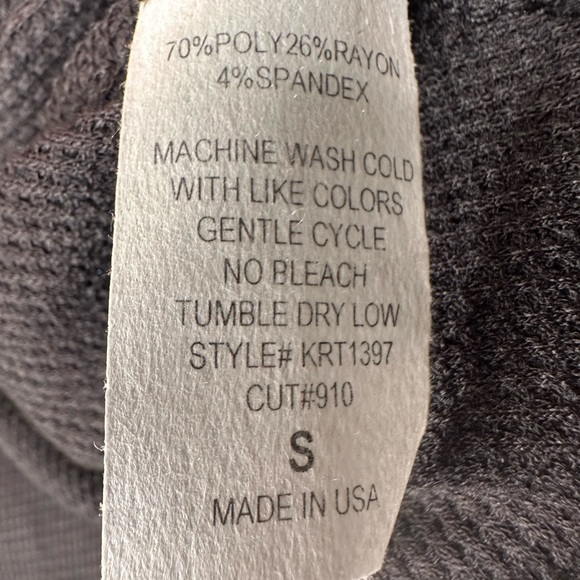 70%POLY26%RAYON
4%SPANDEX
MACHINE WASH COLD
WITH LIKE COLORS
GENTLE CYCLE
NO BLEACH
TUMBLE DRY LOW
STYLE# KRT1397
CUT#910
S
MADE IN USA